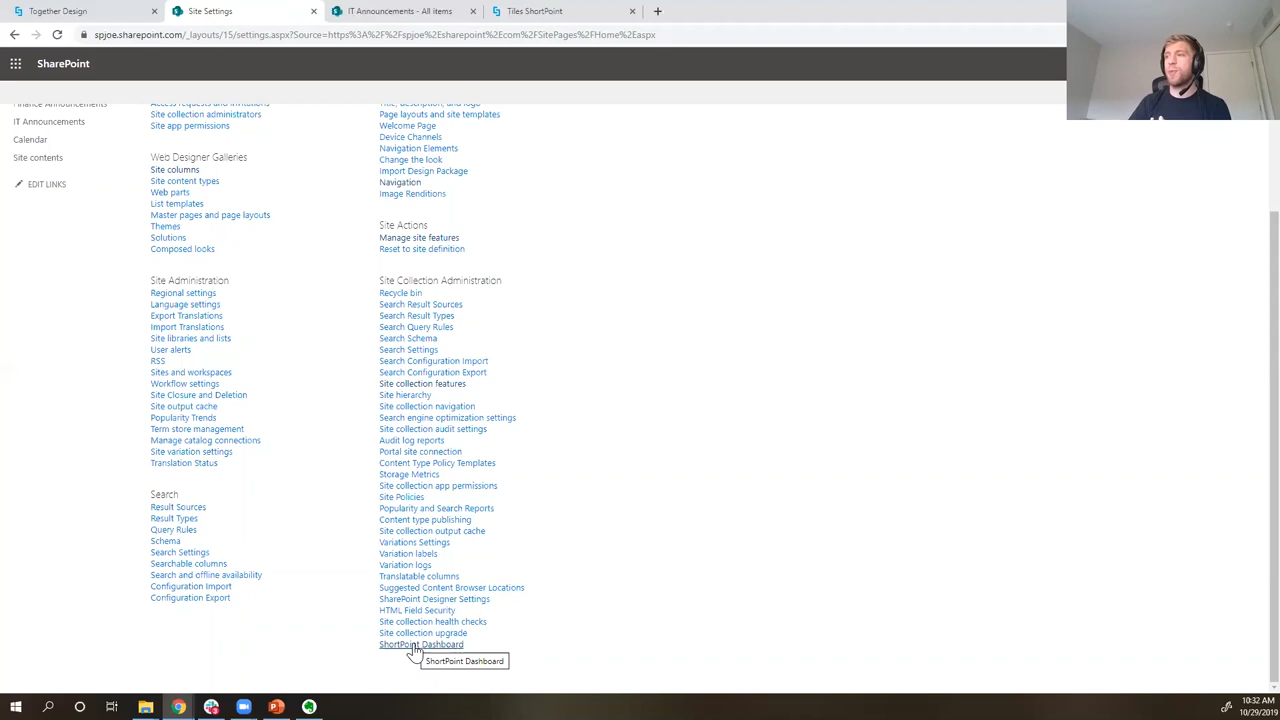 Together Design
Site Settings
IT Announcements - All items
Tiles ShortPoint
spjoe.sharepoint.com/_layouts/15/settings.aspx?Source=https%3A%2F%2Fspjoe%2Esharepoint%2Ecom%2FSitePages%2FHome%2Easpx
SharePoint
Finance Announcements
IT Announcements
Calendar
Site contents
EDIT LINKS
Access requests and invitations
Site collection administrators
Site app permissions
Web Designer Galleries
Site columns
Site content types
Web parts
List templates
Master pages and page layouts
Themes
Solutions
Composed looks
Site Administration
Regional settings
Language settings
Export Translations
Import Translations
Site libraries and lists
User alerts
RSS
Sites and workspaces
Workflow settings
Site Closure and Deletion
Site output cache
Popularity Trends
Term store management
Manage catalog connections
Site variation settings
Translation Status
Search
Result Sources
Result Types
Query Rules
Schema
Search Settings
Searchable columns
Search and offline availability
Configuration Import
Configuration Export
Title, description, and logo
Page layouts and site templates
Welcome Page
Device Channels
Navigation Elements
Change the look
Import Design Package
Navigation
Image Renditions
Site Actions
Manage site features
Reset to site definition
Site Collection Administration
Recycle bin
Search Result Sources
Search Result Types
Search Query Rules
Search Schema
Search Settings
Search Configuration Import
Search Configuration Export
Site collection features
Site hierarchy
Site collection navigation
Search engine optimization settings
Site collection audit settings
Audit log reports
Portal site connection
Content Type Policy Templates
Storage Metrics
Site collection app permissions
Site Policies
Popularity and Search Reports
Content type publishing
Site collection output cache
Variations Settings
Variation labels
Variation logs
Translatable columns
Suggested Content Browser Locations
SharePoint Designer Settings
HTML Field Security
Site collection health checks
Site collection upgrade
ShortPoint Dashboard
ShortPoint Dashboard
10:32 AM
10/29/2019